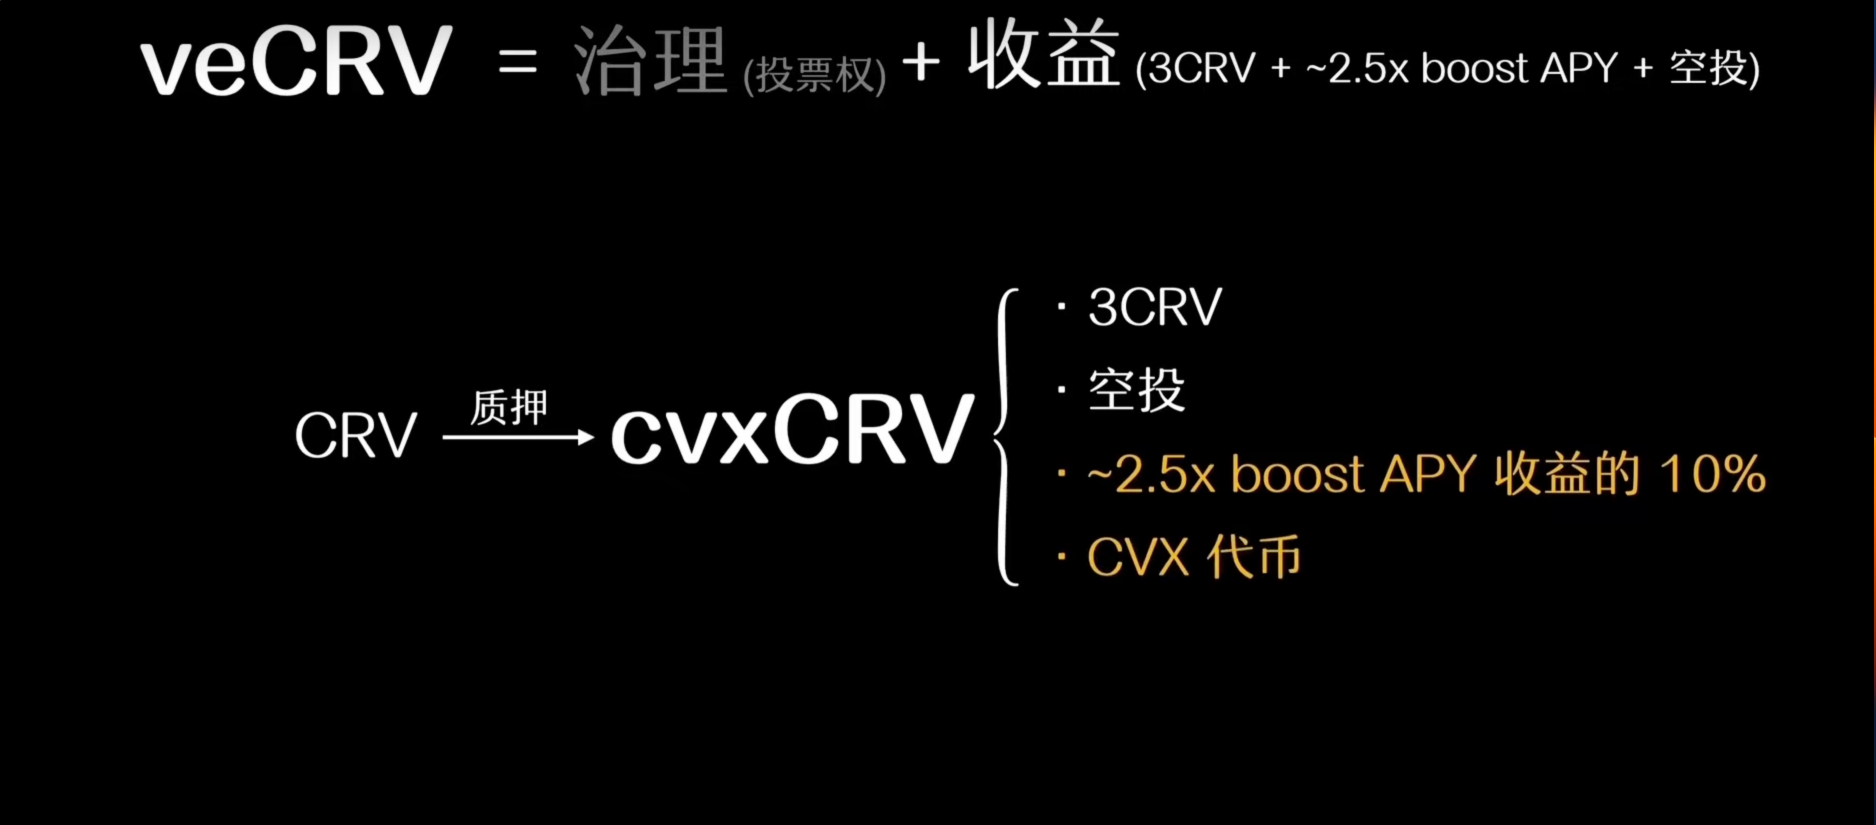 veCRV = 治理 (投票权) + 收益 (3CRV + ~2.5x boost APY + 空投)
· 3CRV
· 空投
质押
CRV → cvxCRV
· ~2.5x boost APY 收益的 10%
· CVX 代币